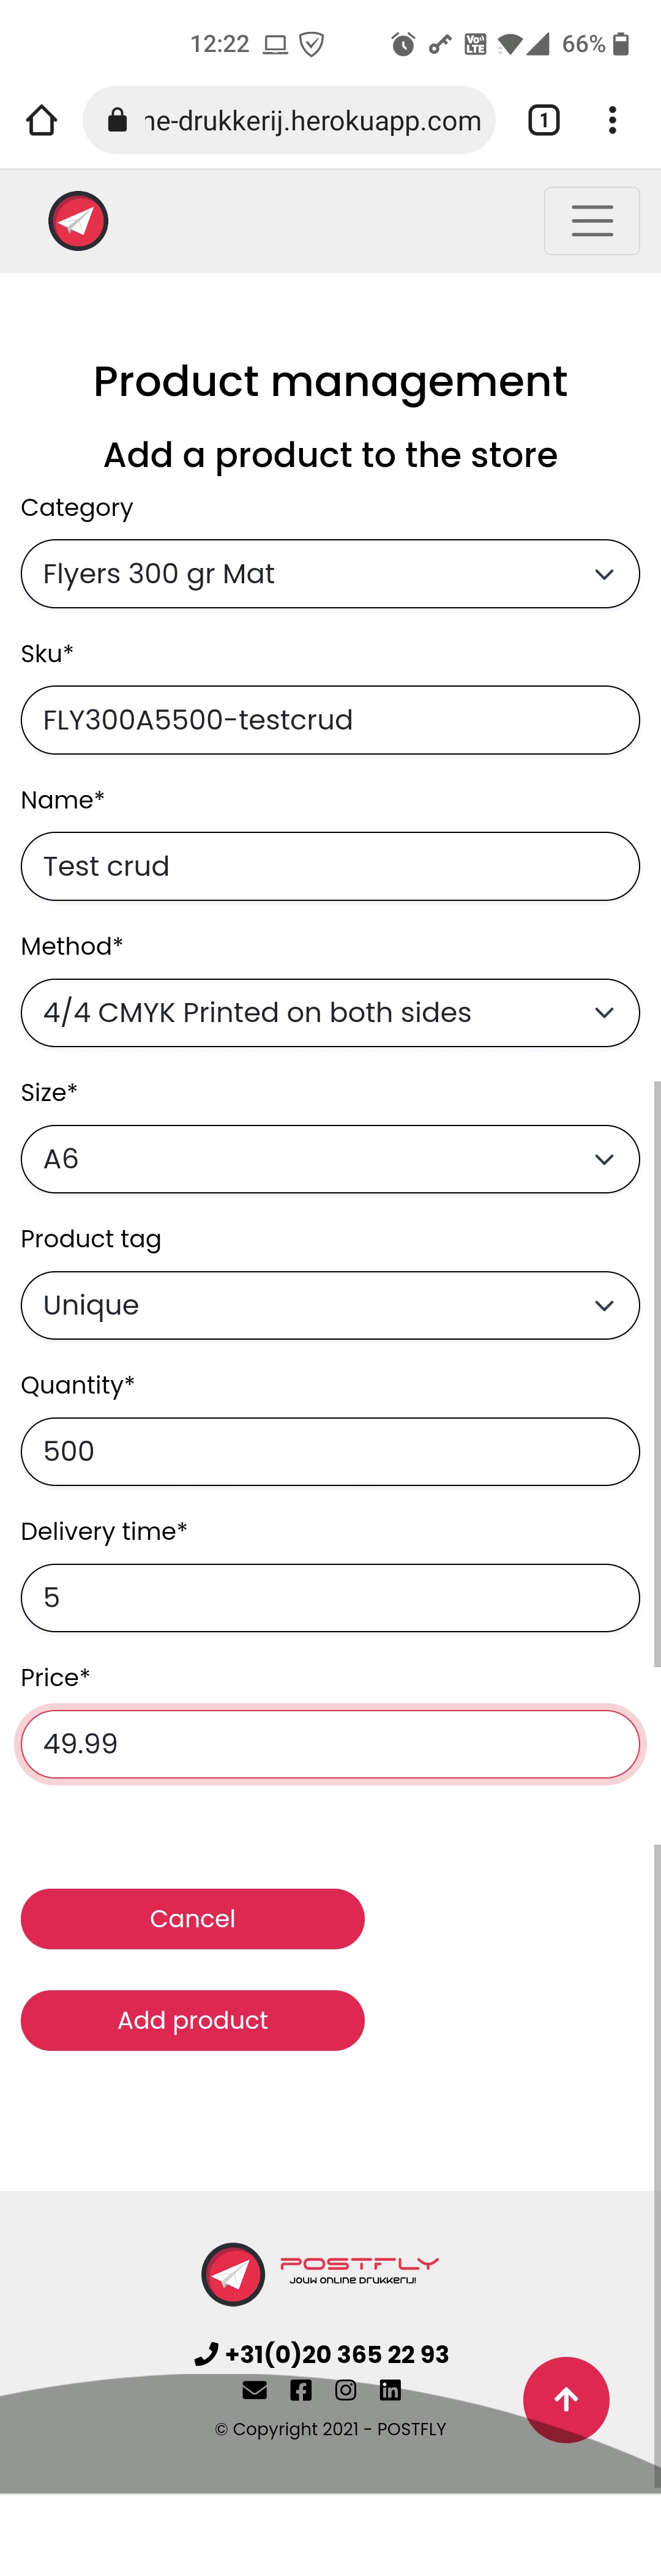 12:22
Vo
LTE
66%
ne-drukkerij.herokuapp.com
1
Product management
Add a product to the store
Category
Flyers 300 gr Mat
Sku*
FLY300A5500-testcrud
Name*
Test crud
Method*
4/4 CMYK Printed on both sides
Size*
A6
Product tag
Unique
Quantity*
500
Delivery time*
5
Price*
49.99
Cancel
Add product
POSTFLY
JOUW ONLINE DRUKKERIJ!
+31(0)20 365 22 93
© Copyright 2021 - POSTFLY